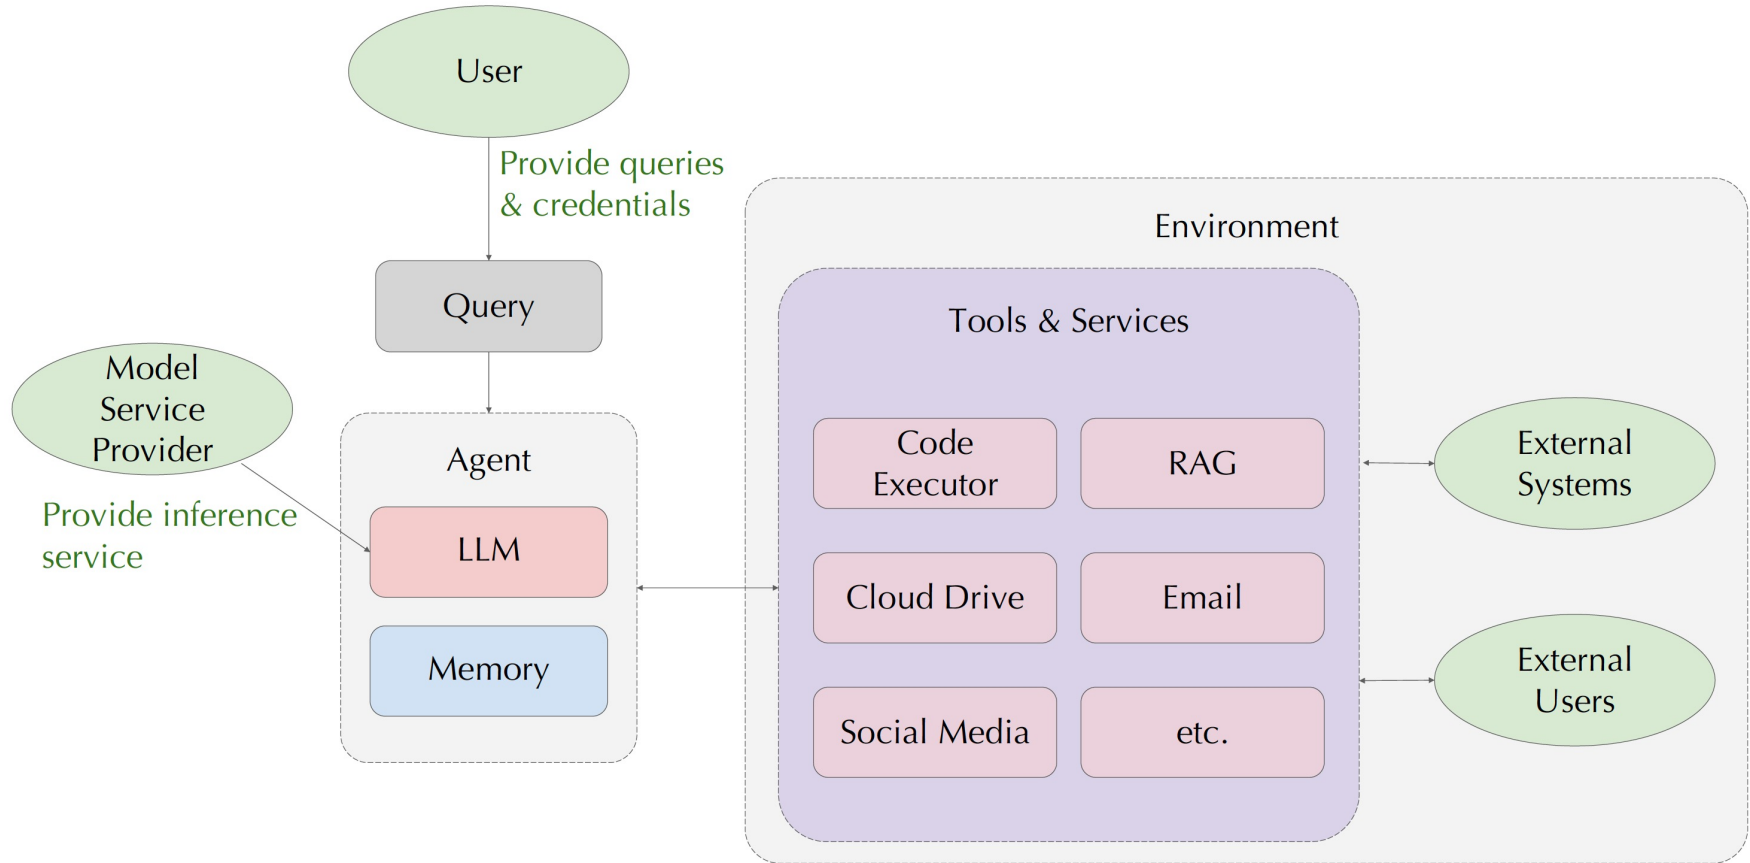 User
Provide queries
& credentials
Query
Model
Service
Provider
Provide inference
service
Agent
LLM
Memory
Environment
Tools & Services
Code
Executor
RAG
Cloud Drive
Email
Social Media
etc.
External
Systems
External
Users